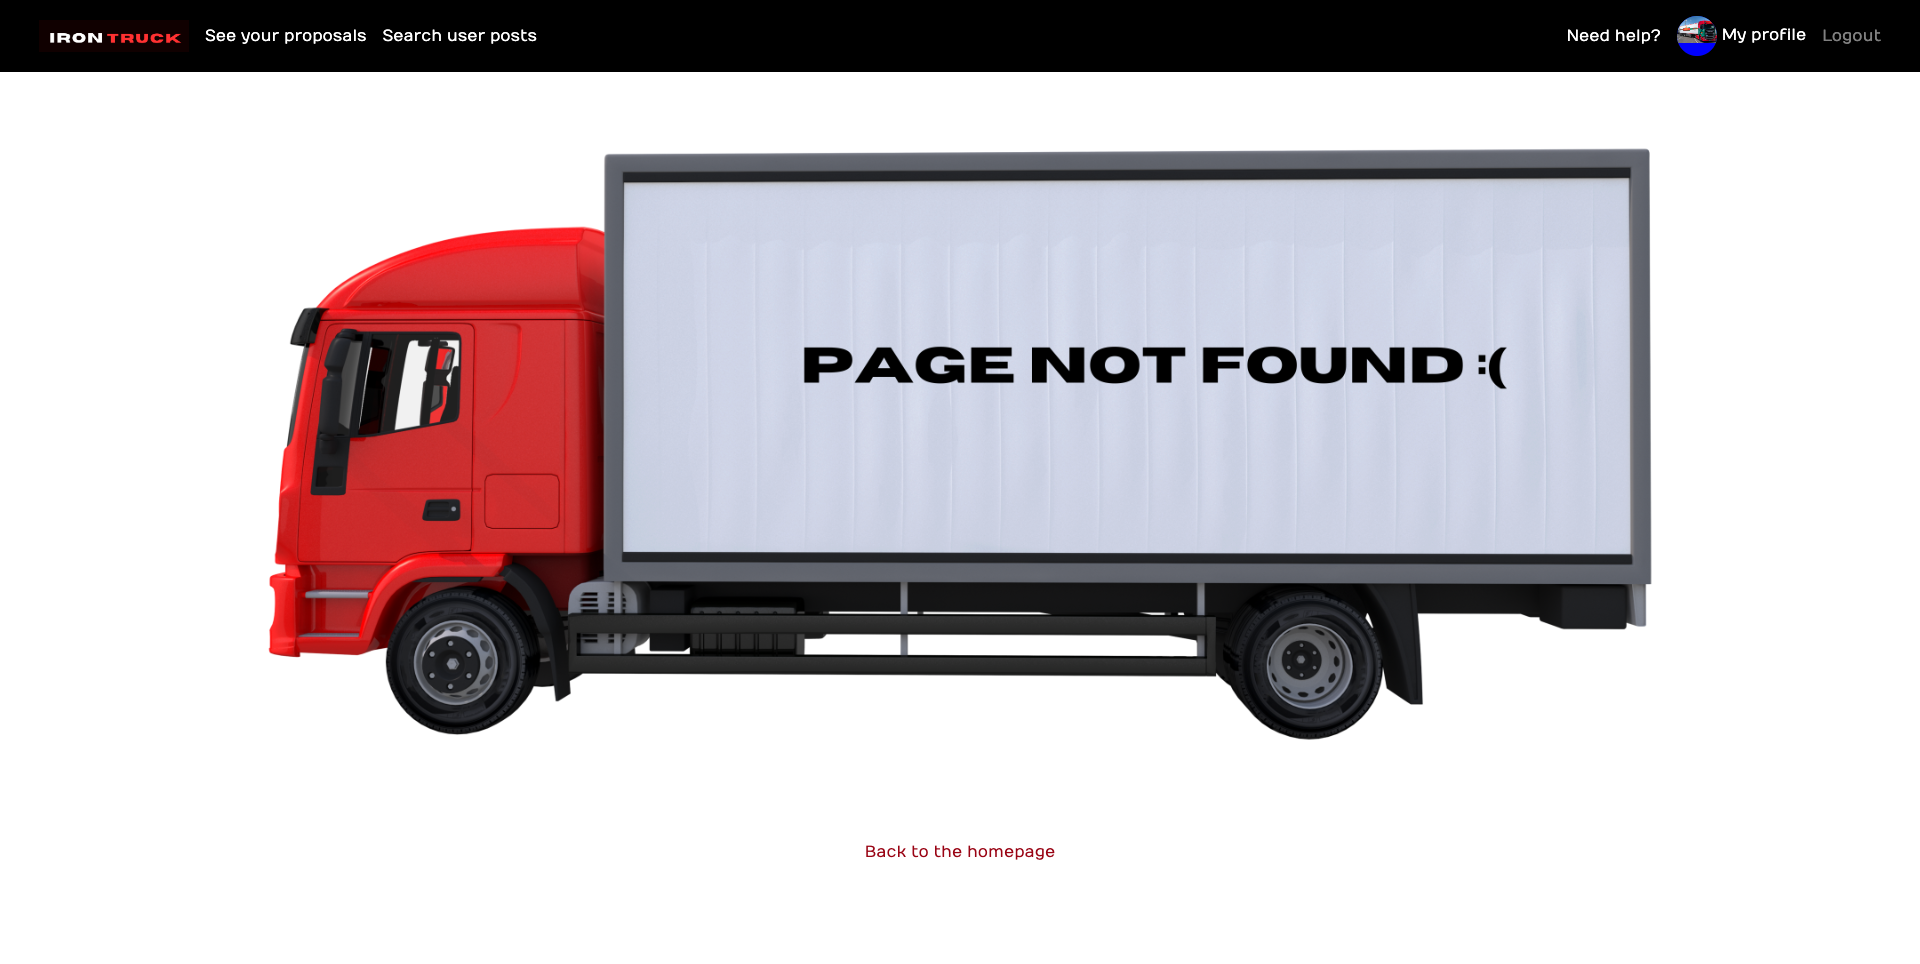 IRON TRUCK See your proposals Search user posts Need help? My profile Logout
PAGE NOT FOUND :(
Back to the homepage